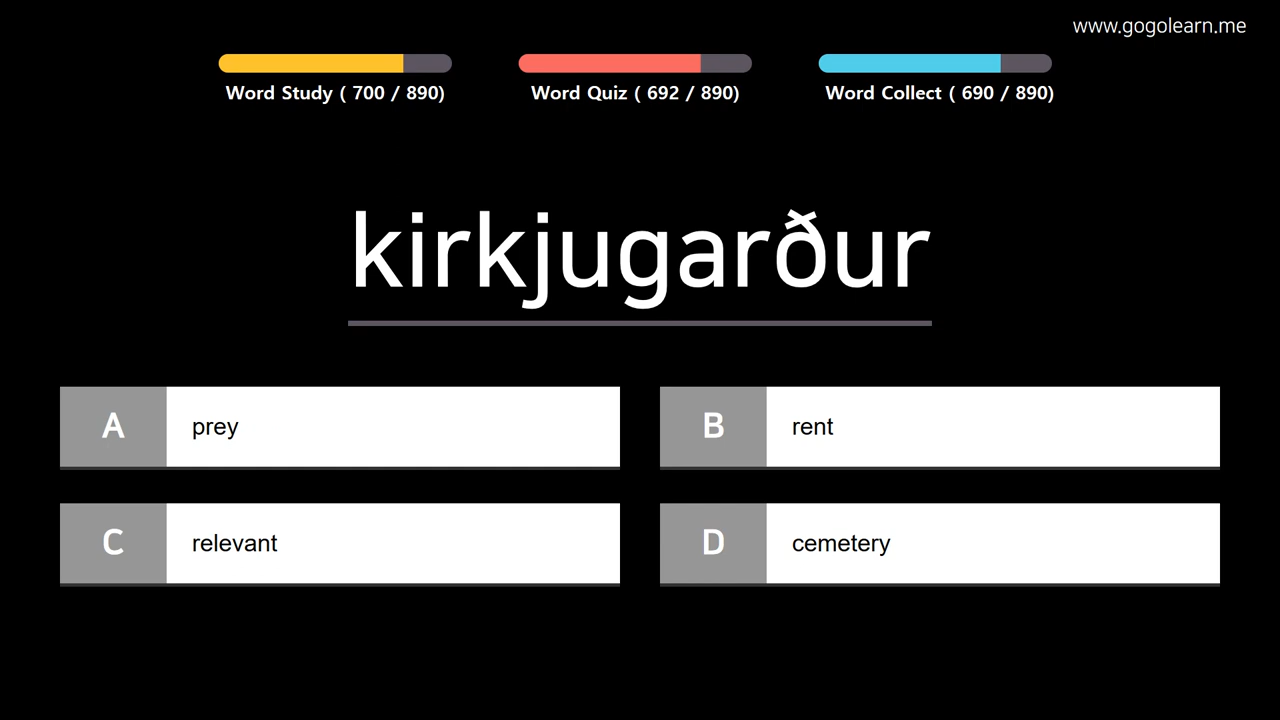 www.gogolearn.me
Word Study ( 700 / 890)
Word Quiz ( 692 / 890)
Word Collect ( 690 / 890)
kirkjugarður
A prey
B rent
C relevant
D cemetery